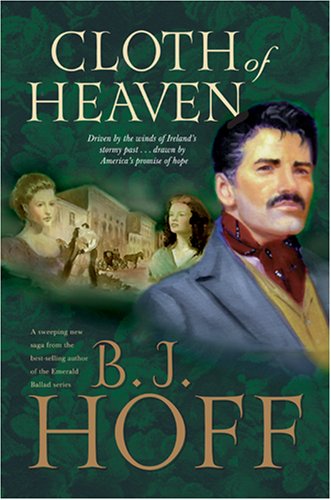 CLOTH of
HEAVEN
Driven by the winds of Ireland's
stormy past . . . drawn by
America's promise of hope
A sweeping new
saga from the
best-selling author
of the Emerald
Ballad series
B. J.
HOFF